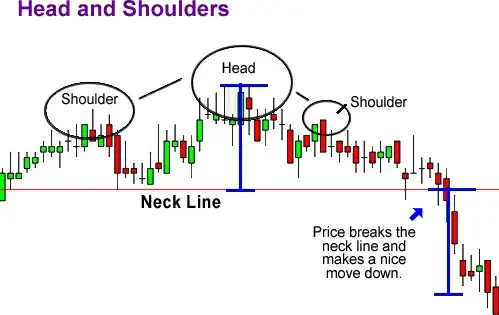 Head and Shoulders
Head
Shoulder
Shoulder
Neck Line
Price breaks the
neck line and
makes a nice
move down.